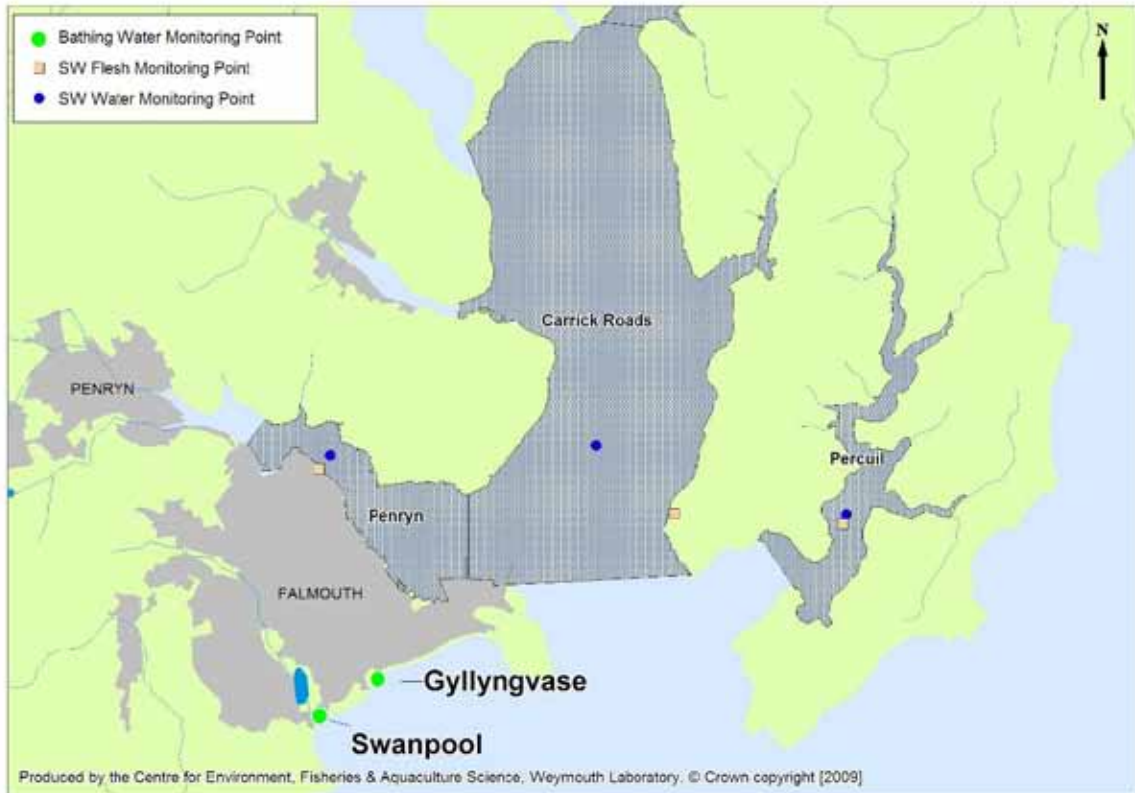 Bathing Water Monitoring Point
SW Flesh Monitoring Point
SW Water Monitoring Point
N
Carrick Roads
PENRYN
Percuil
Penryn
FALMOUTH
Gyllyngvase
Swanpool
Produced by the Centre for Environment, Fisheries & Aquaculture Science, Weymouth Laboratory. © Crown copyright [2009]